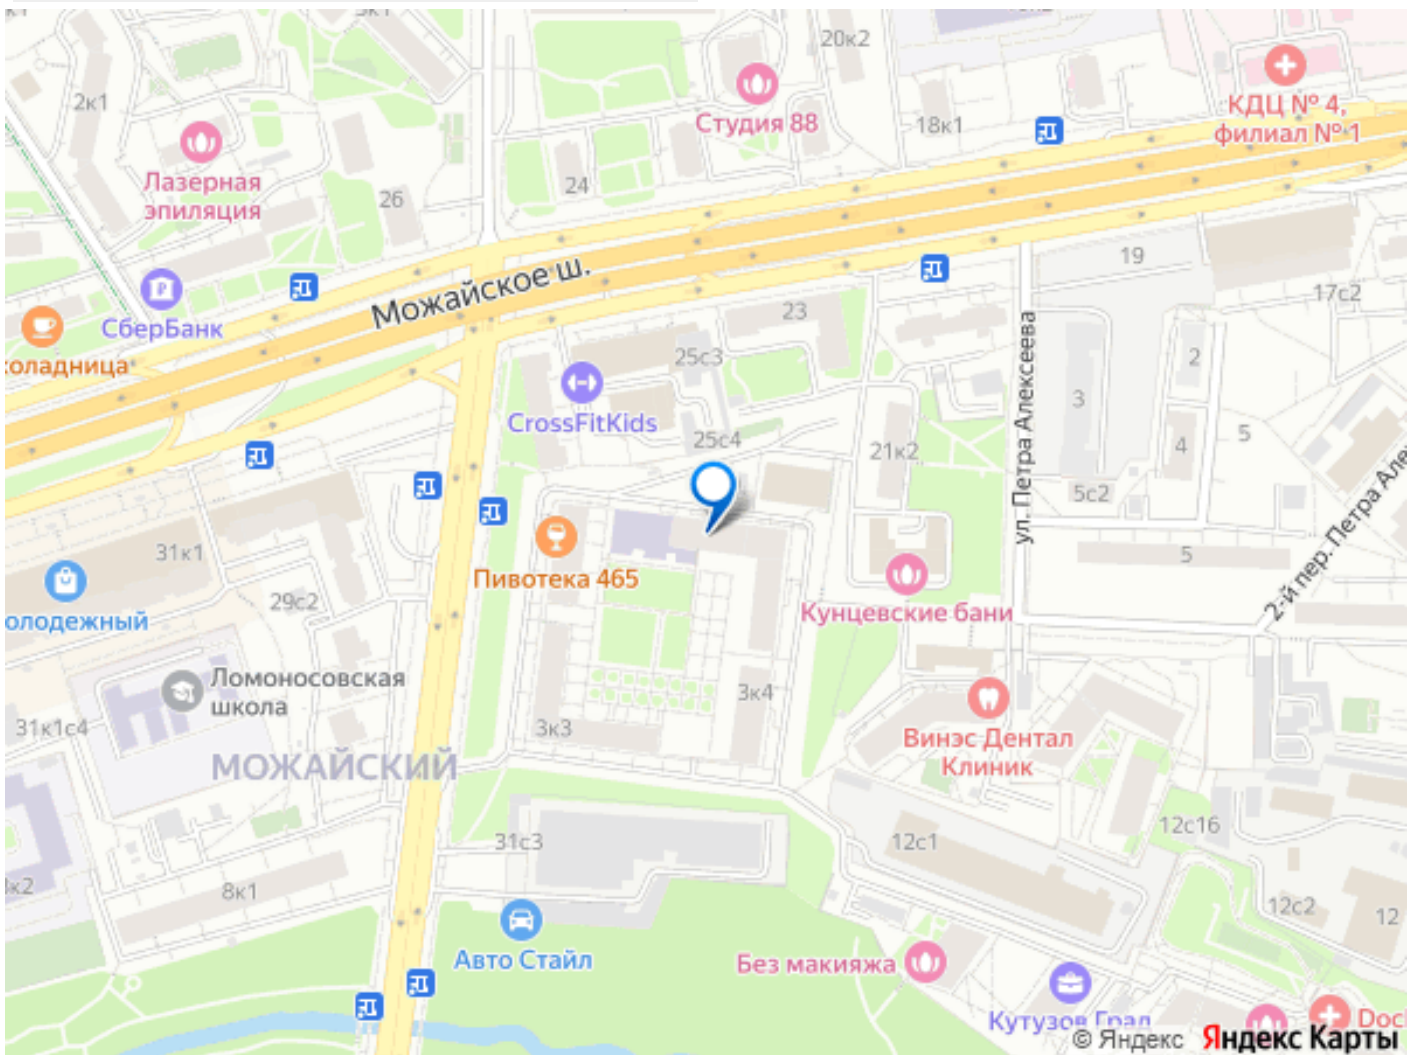 20к2
2к1
КДЦ № 4,
филиал № 1
Студия 88
18к1
Лазерная
эпиляция
24
26
19
Можайское ш.
17с2
СберБанк
23
оладница
25с3
2
3
CrossFitKids
ул. Петра Алексеева
25с4
21к2
4
5
5с2
31к1
Пивотека 465
5
2-й пер. Петра Але
29с2
Кунцевские бани
олодежный
Ломоносовская
школа
3к4
31к1с4
3к3
Винэс Дентал
Клиник
МОЖАЙСКИЙ
12с16
31с3
12с1
8к1
12с2
12
Авто Стайл
Без макияжа
Кутузов Град
Doc
© Яндекс Яндекс Карты